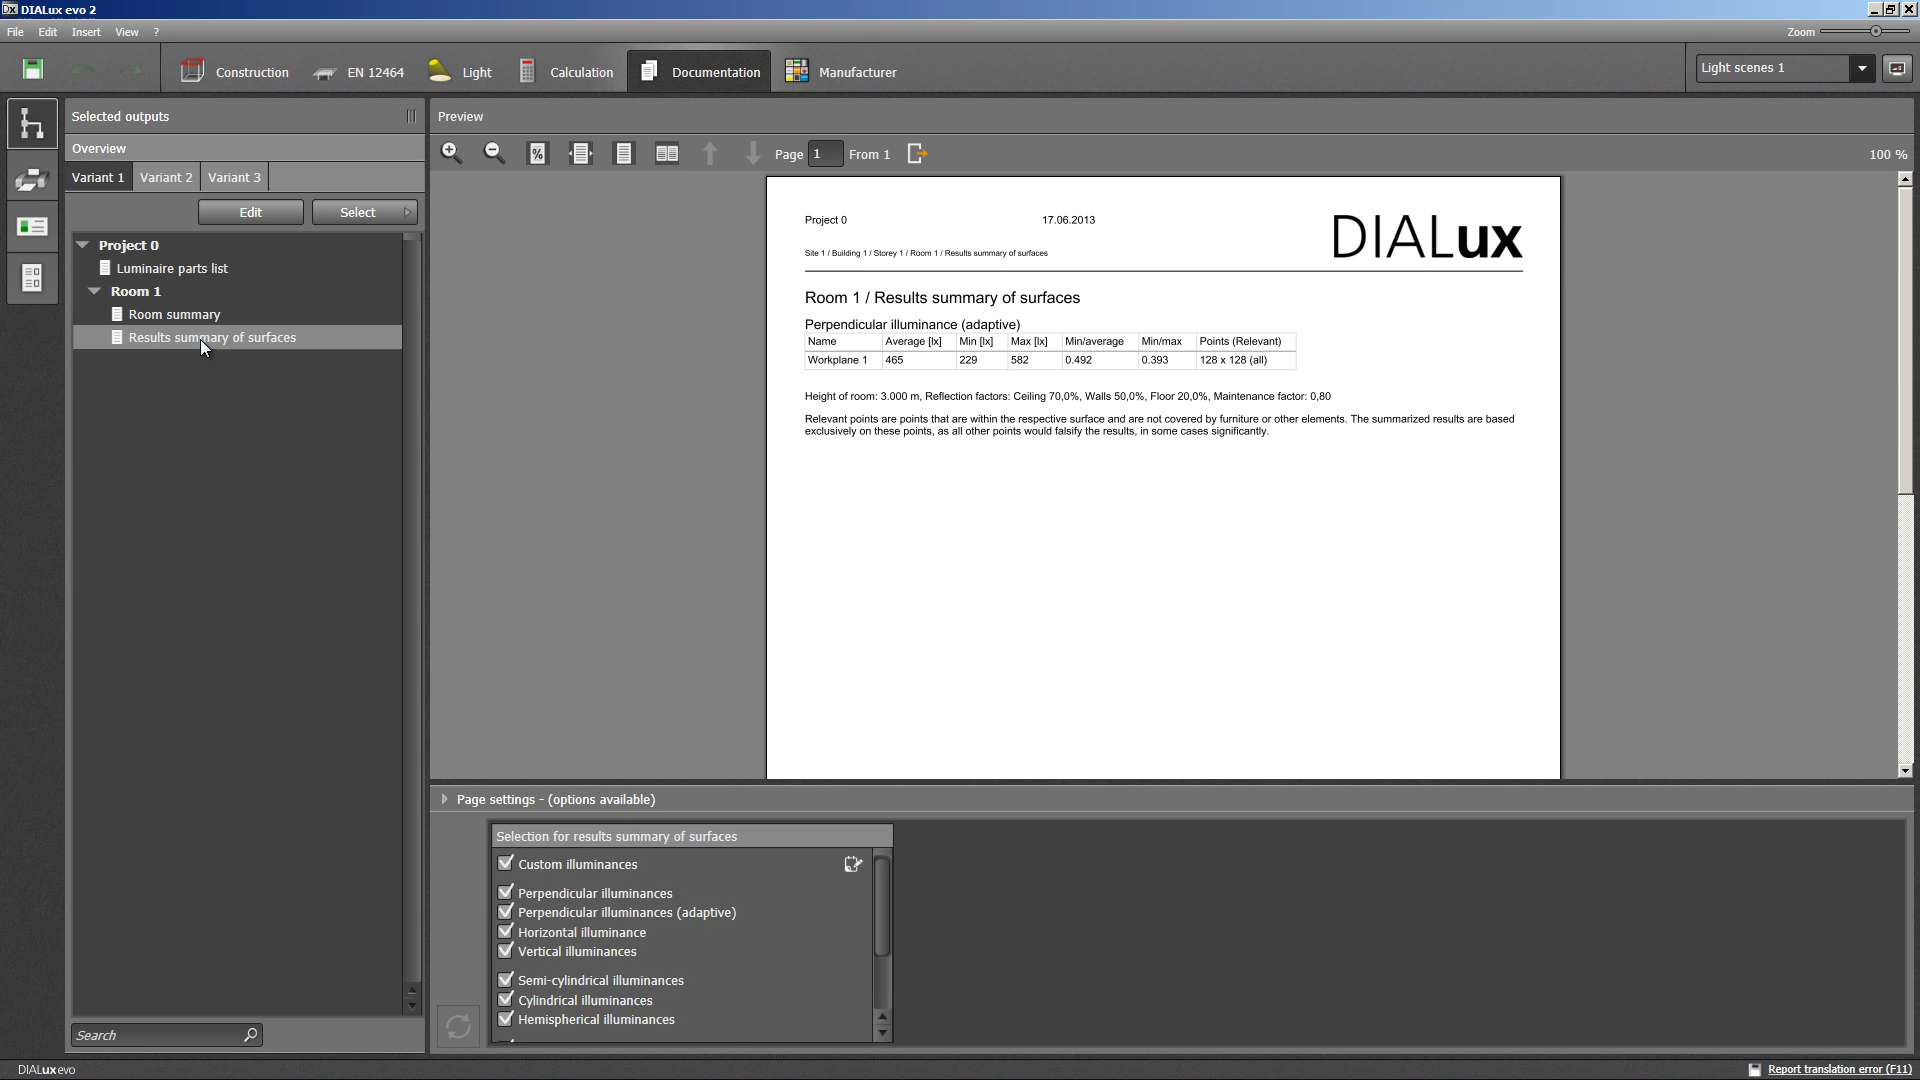 DIALux evo 2
File Edit Insert View ?
Zoom
Construction EN 12464 Light Calculation Documentation Manufacturer
Light scenes 1
Selected outputs
Preview
Overview
Page 1 From 1
100 %
Variant 1 Variant 2 Variant 3
Edit Select
Project 0
Luminaire parts list
Room 1
Room summary
Results summary of surfaces
Project 0 17.06.2013
DIALux
Site 1 / Building 1 / Storey 1 / Room 1 / Results summary of surfaces
Room 1 / Results summary of surfaces
Perpendicular illuminance (adaptive)
Name Average [lx] Min [lx] Max [lx] Min/average Min/max Points (Relevant)
Workplane 1 465 229 582 0.492 0.393 128 x 128 (all)
Height of room: 3.000 m, Reflection factors: Ceiling 70,0%, Walls 50,0%, Floor 20,0%, Maintenance factor: 0,80
Relevant points are points that are within the respective surface and are not covered by furniture or other elements. The summarized results are based
exclusively on these points, as all other points would falsify the results, in some cases significantly.
Page settings - (options available)
Selection for results summary of surfaces
Custom illuminances
Perpendicular illuminances
Perpendicular illuminances (adaptive)
Horizontal illuminance
Vertical illuminances
Semi-cylindrical illuminances
Cylindrical illuminances
Hemispherical illuminances
Search
DIALux evo
Report translation error (F11)